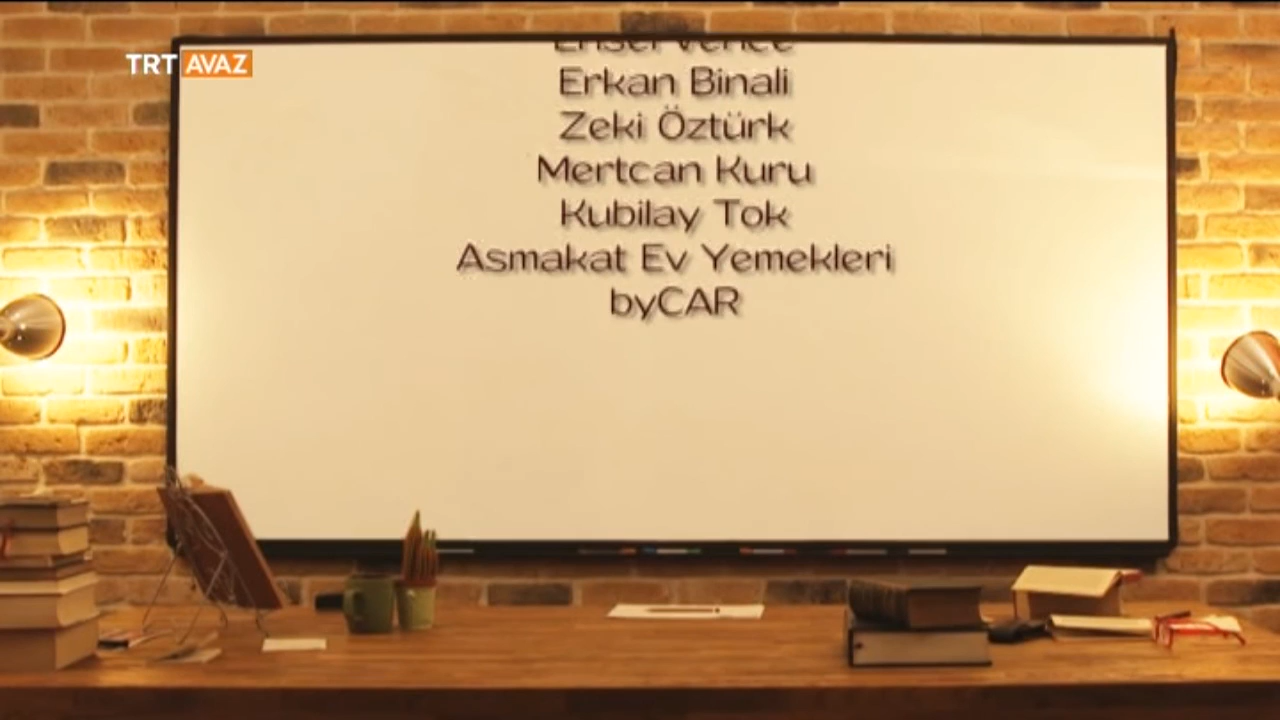 TRT AVAZ
Erkan Binali
Zeki Öztürk
Mertcan Kuru
Kubilay Tok
Asmakat Ev Yemekleri
byCAR